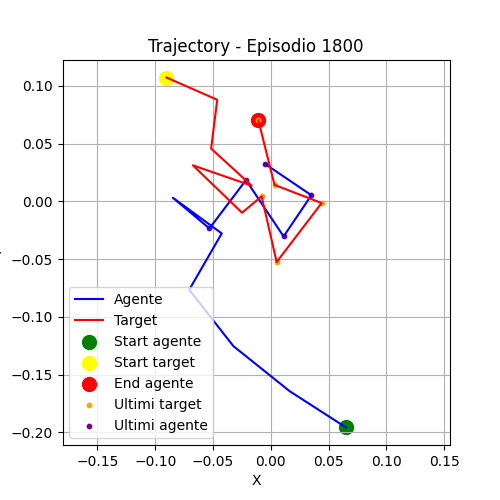 Trajectory - Episodio 1800
0.10
0.05
0.00
−0.05
−0.10
−0.15
−0.20
Agente
Target
Start agente
Start target
End agente
Ultimi target
Ultimi agente
−0.15 −0.10 −0.05 0.00 0.05 0.10 0.15
X